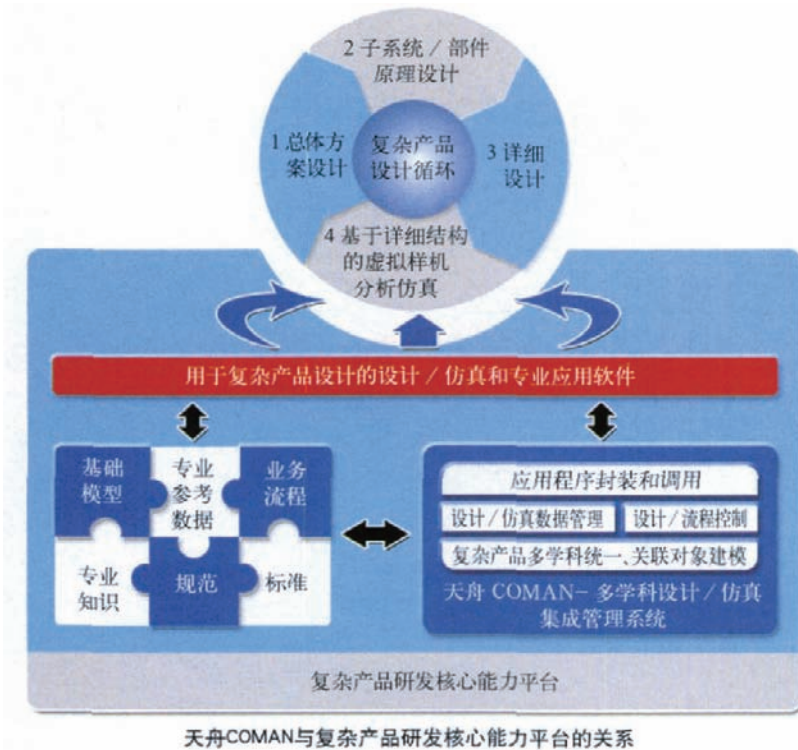 2 子系统 / 部件
原理设计
1 总体方
案设计
复杂产品
设计循环
3 详细
设计
4 基于详细结构
的虚拟样机
分析仿真
用于复杂产品设计的设计 / 仿真和专业应用软件
基础
模型
专业
参考
数据
业务
流程
专业
知识
规范
标准
应用程序封装和调用
设计 / 仿真数据管理
设计 / 流程控制
复杂产品多学科统一、关联对象建模
天舟 COMAN- 多学科设计 / 仿真
集成管理系统
复杂产品研发核心能力平台
天舟COMAN与复杂产品研发核心能力平台的关系